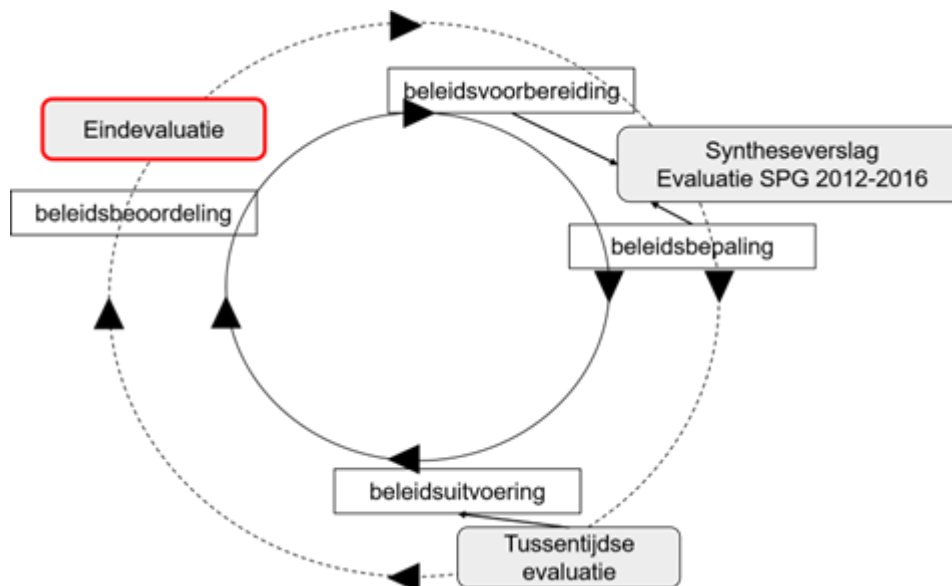 beleidsvoorbereiding
Eindevaluatie
Syntheseverslag
Evaluatie SPG 2012-2016
beleidsbeoordeling
beleidsbepaling
beleidsuitvoering
Tussentijdse
evaluatie